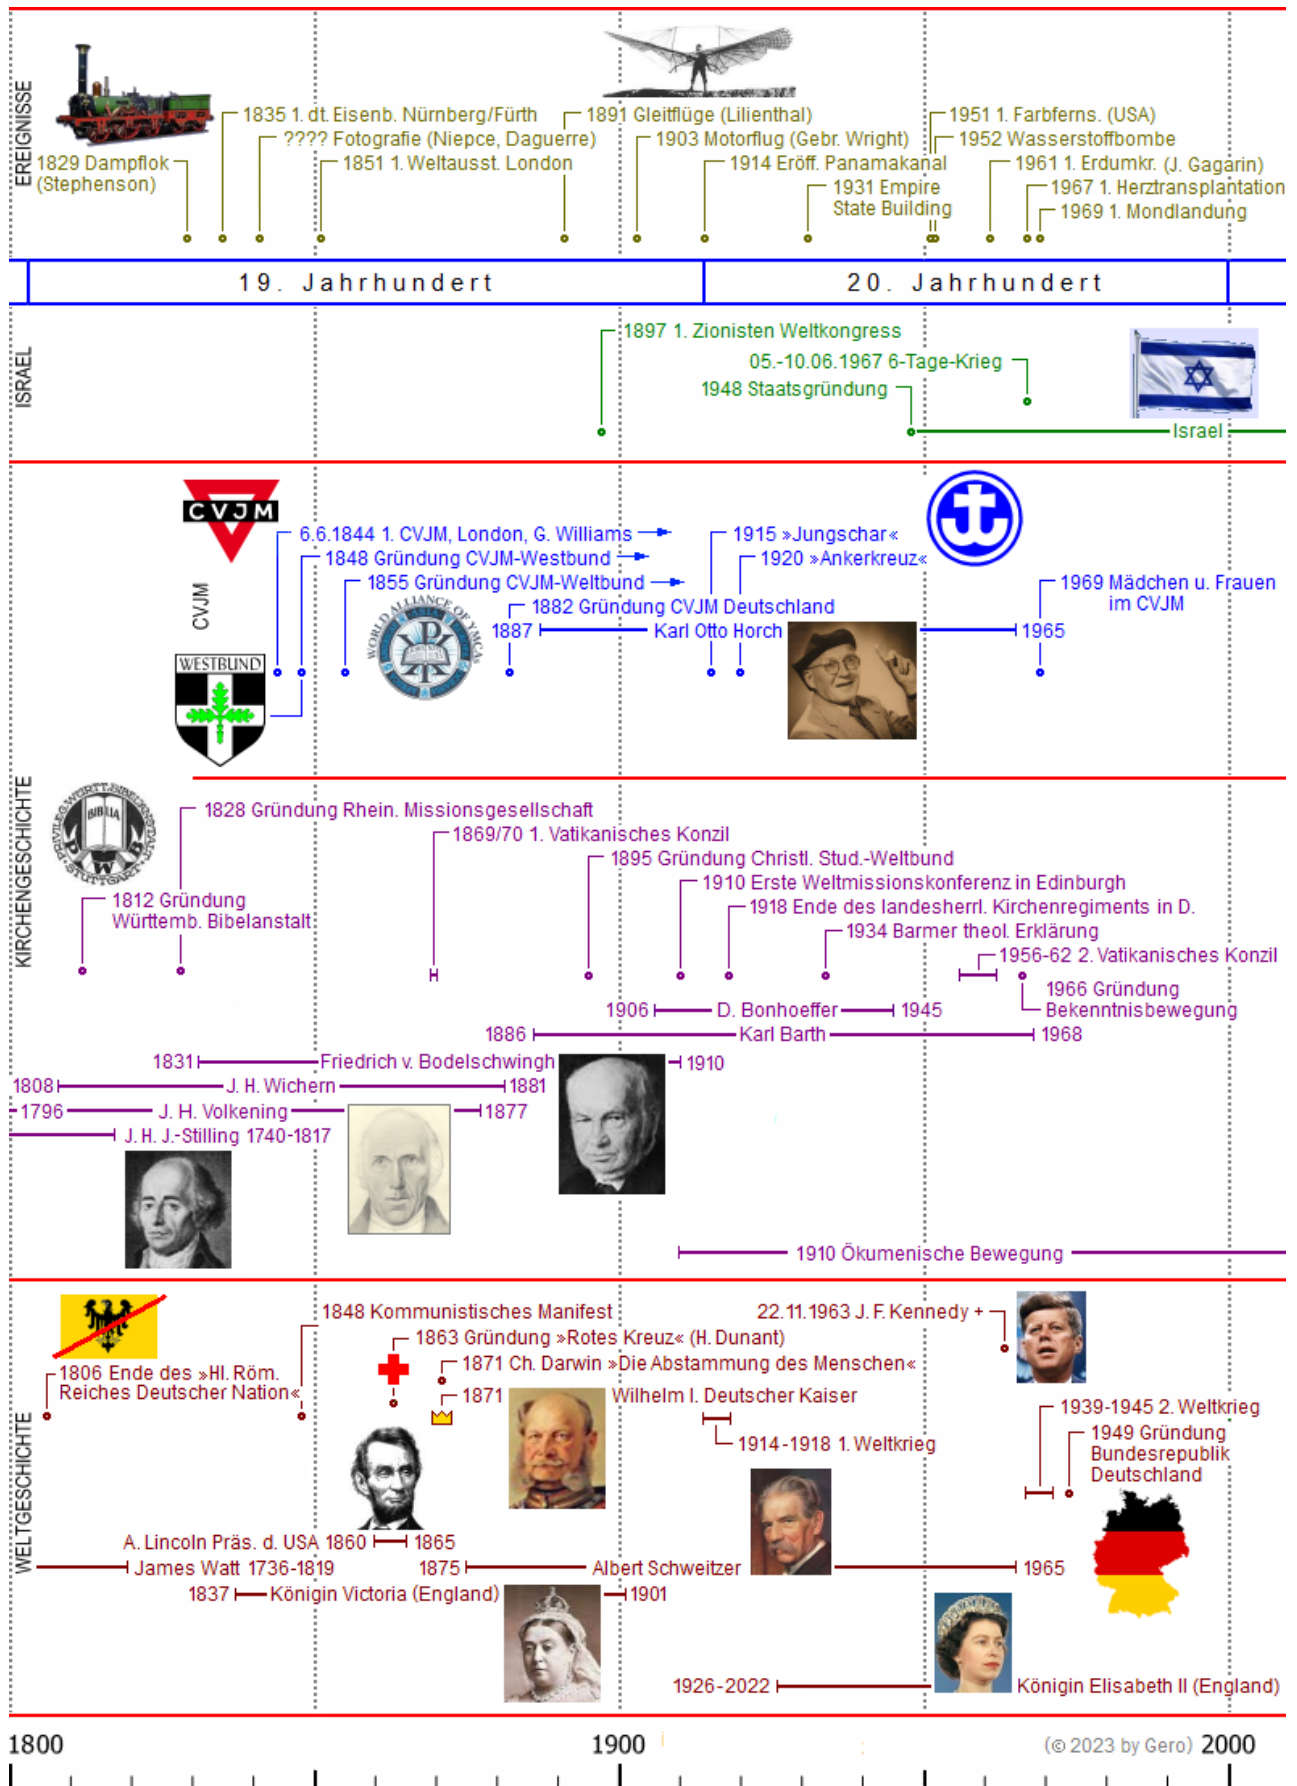 EREIGNISSE
1835 1. dt. Eisenb. Nürnberg/Fürth
???? Fotografie (Niepce, Daguerre)
1829 Dampflok
(Stephenson)
1851 1. Weltausst. London
1891 Gleitflüge (Lilienthal)
1903 Motorflug (Gebr. Wright)
1914 Eröff. Panamakanal
1931 Empire
State Building
1951 1. Farbferns. (USA)
1952 Wasserstoffbombe
1961 1. Erdumkr. (J. Gagarin)
1967 1. Herztransplantation
1969 1. Mondlandung
19. Jahrhundert
20. Jahrhundert
ISRAEL
1897 1. Zionisten Weltkongress
05.-10.06.1967 6-Tage-Krieg
1948 Staatsgründung
Israel
CVJM
CVJM
6.6.1844 1. CVJM, London, G. Williams
1848 Gründung CVJM-Westbund
1855 Gründung CVJM-Weltbund
1882 Gründung CVJM Deutschland
1887 Karl Otto Horch 1965
1915 »Jungschar«
1920 »Ankerkreuz«
1969 Mädchen u. Frauen
im CVJM
WORLD ALLIANCE OF YMCAs
WESTBUND
KIRCHENGESCHICHTE
PRIVILEG. WÜRTT. BIBELANSTALT
STUTTGART
BIBLIA
P W B
1828 Gründung Rhein. Missionsgesellschaft
1869/70 1. Vatikanisches Konzil
1895 Gründung Christl. Stud.-Weltbund
1910 Erste Weltmissionskonferenz in Edinburgh
1812 Gründung
Württemb. Bibelanstalt
1918 Ende des landesherrl. Kirchenregiments in D.
1934 Barmer theol. Erklärung
1956-62 2. Vatikanisches Konzil
1966 Gründung
Bekenntnisbewegung
1906 D. Bonhoeffer 1945
1886 Karl Barth 1968
1831 Friedrich v. Bodelschwingh 1910
1808 J. H. Wichern 1881
1796 J. H. Volkening 1877
J. H. J.-Stilling 1740-1817
1910 Ökumenische Bewegung
WELTGESCHICHTE
1848 Kommunistisches Manifest
22.11.1963 J. F. Kennedy +
1863 Gründung »Rotes Kreuz« (H. Dunant)
1806 Ende des »Hl. Röm.
Reiches Deutscher Nation«
1871 Ch. Darwin »Die Abstammung des Menschen«
1871 Wilhelm I. Deutscher Kaiser
1914-1918 1. Weltkrieg
1939-1945 2. Weltkrieg
1949 Gründung
Bundesrepublik
Deutschland
A. Lincoln Präs. d. USA 1860 1865
James Watt 1736-1819
1875 Albert Schweitzer 1965
1837 Königin Victoria (England) 1901
1926-2022 Königin Elisabeth II (England)
1800 1900 (© 2023 by Gero) 2000